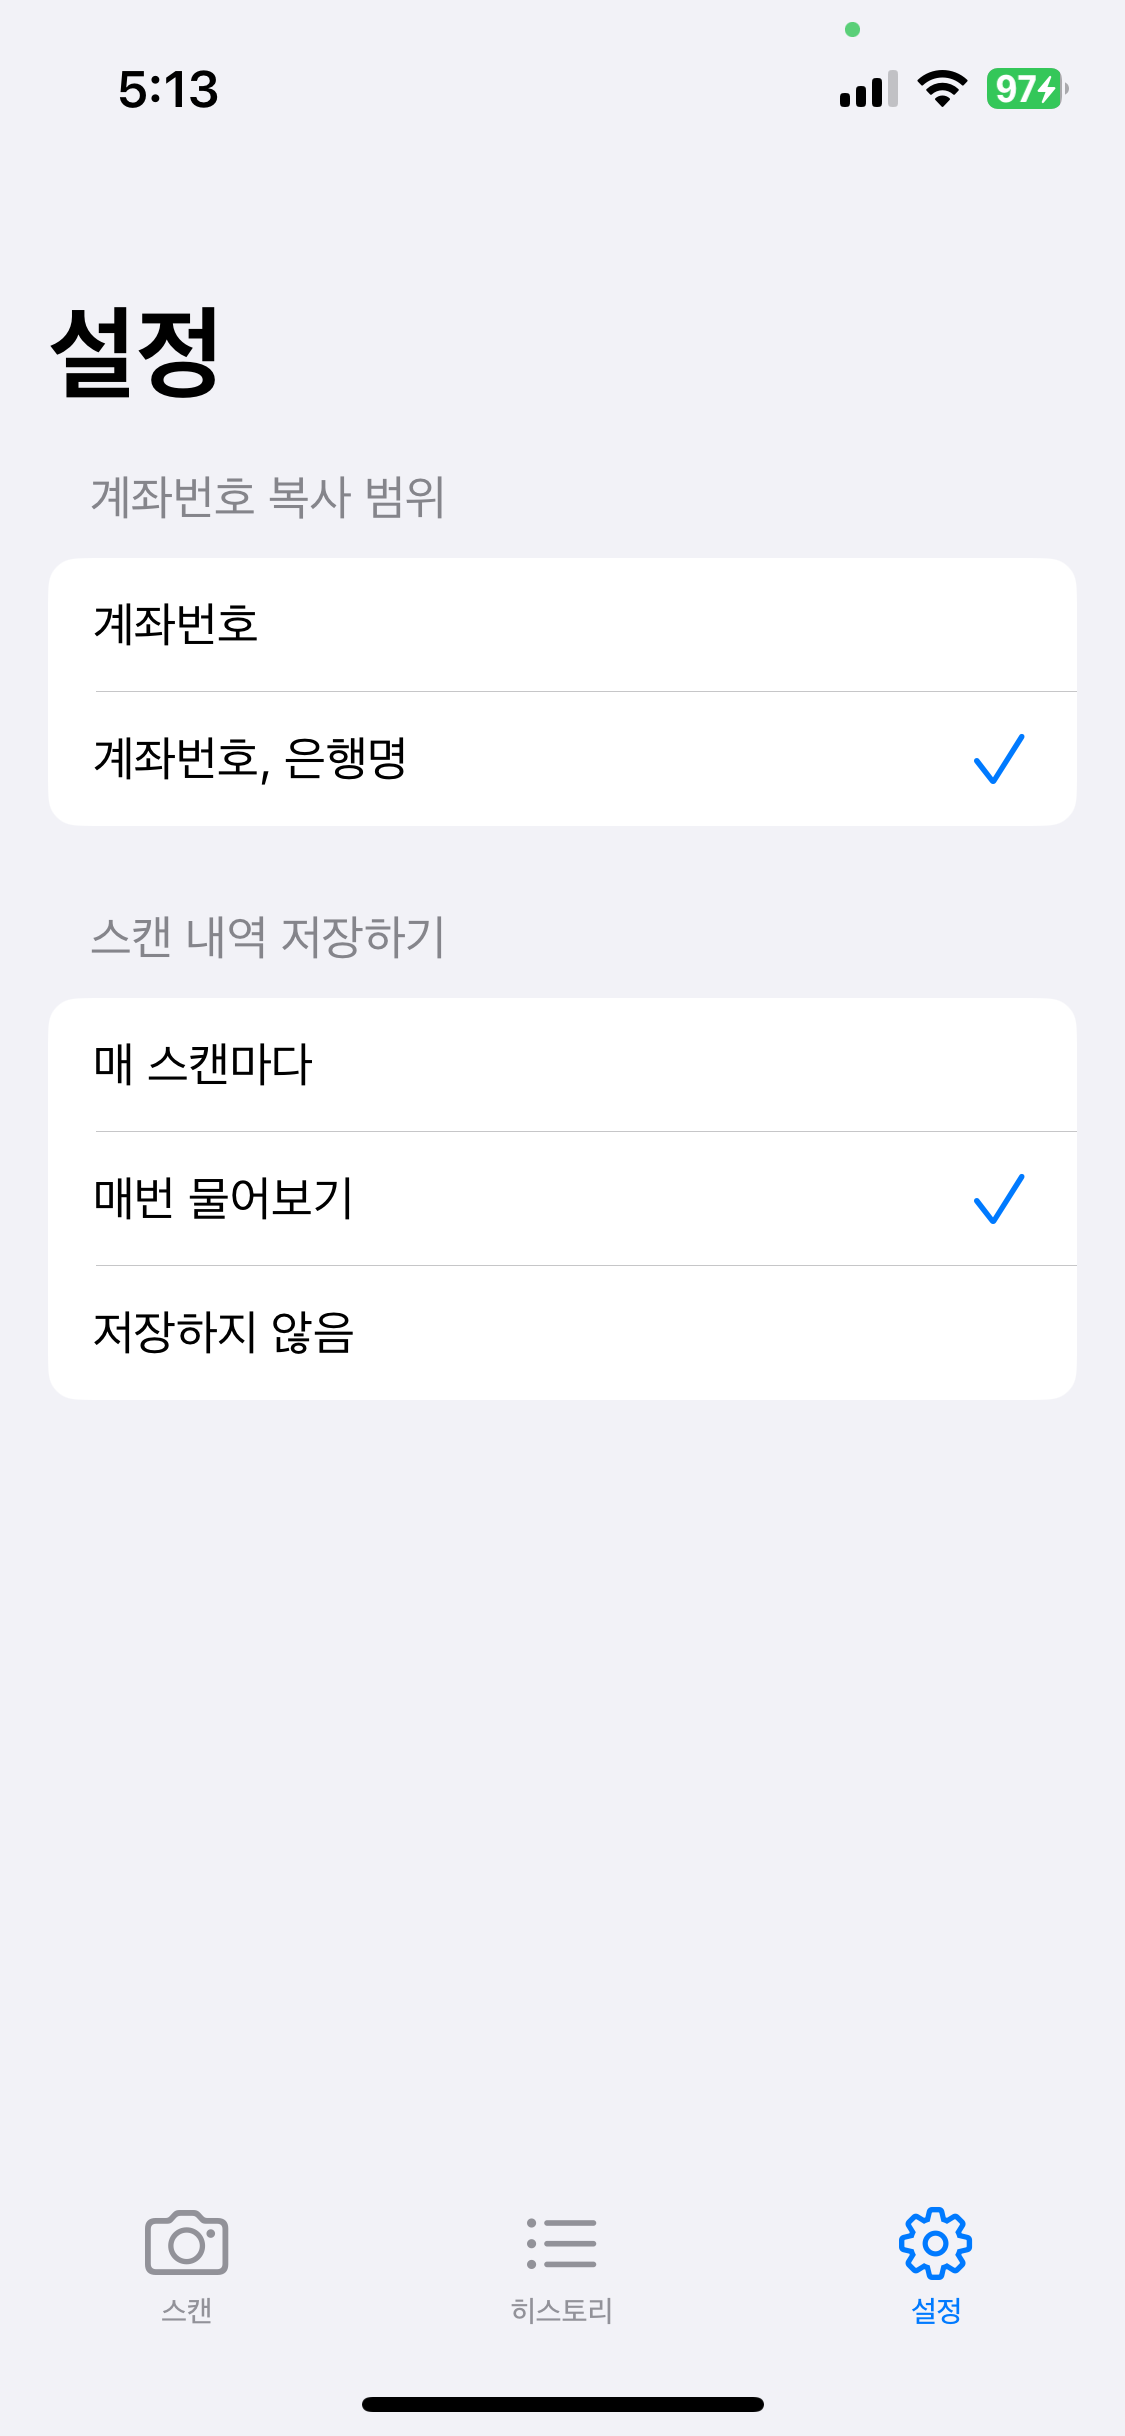 5:13
97
설정
계좌번호 복사 범위
계좌번호
계좌번호, 은행명
스캔 내역 저장하기
매 스캔마다
매번 물어보기
저장하지 않음
스캔
히스토리
설정